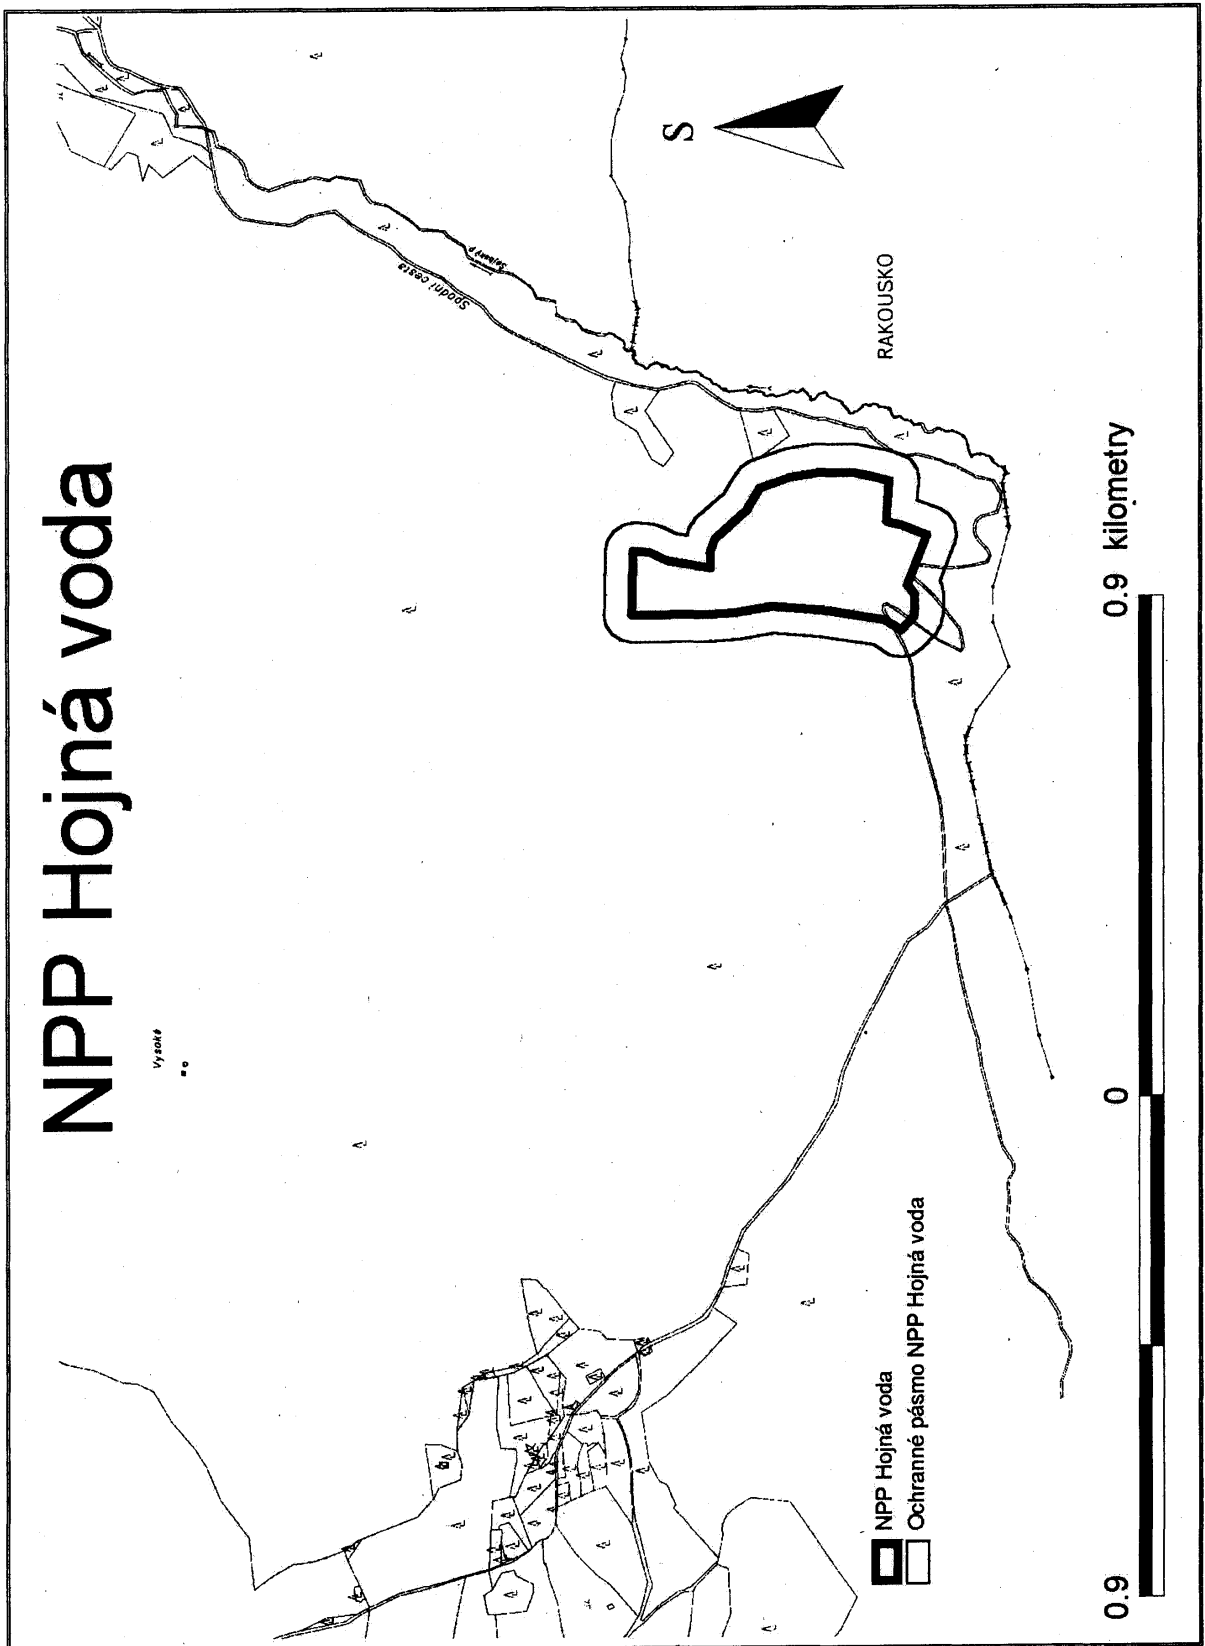 NPP Hojná voda
Vysoké
Spodní cesta
S
RAKOUSKO
NPP Hojná voda
Ochranné pásmo NPP Hojná voda
0.9
0
0.9 kilometry